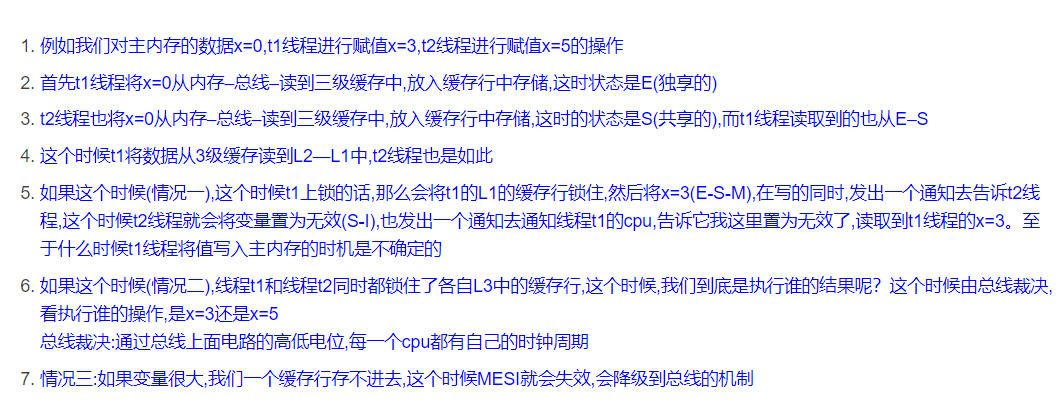 1. 例如我们对主内存的数据x=0,t1线程进行赋值x=3,t2线程进行赋值x=5的操作
2. 首先t1线程将x=0从内存–总线–读到三级缓存中,放入缓存行中存储,这时状态是E(独享的)
3. t2线程也将x=0从内存–总线–读到三级缓存中,放入缓存行中存储,这时的状态是S(共享的),而t1线程读取到的也从E–S
4. 这个时候t1将数据从3级缓存读到L2—L1中,t2线程也是如此
5. 如果这个时候(情况一),这个时候t1上锁的话,那么会将t1的L1的缓存行锁住,然后将x=3(E-S-M),在写的同时,发出一个通知去告诉t2线
程,这个时候t2线程就会将变量置为无效(S-I),也发出一个通知去通知线程t1的cpu,告诉它我这里置为无效了,读取到t1线程的x=3。至
于什么时候t1线程将值写入主内存的时机是不确定的
6. 如果这个时候(情况二),线程t1和线程t2同时都锁住了各自L3中的缓存行,这个时候,我们到底是执行谁的结果呢？这个时候由总线裁决,
看执行谁的操作,是x=3还是x=5
总线裁决:通过总线上面电路的高低电位,每一个cpu都有自己的时钟周期
7. 情况三:如果变量很大,我们一个缓存行存不进去,这个时候MESI就会失效,会降级到总线的机制